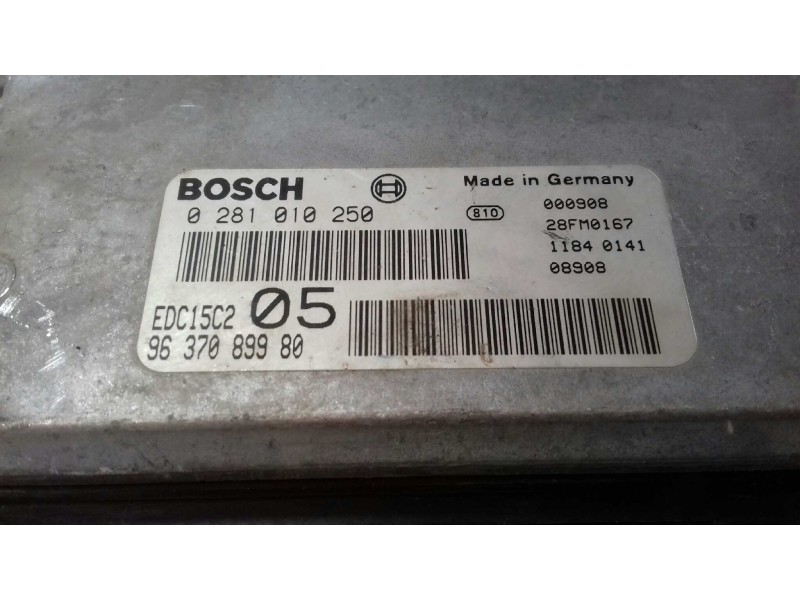 BOSCH
Made in Germany
0 281 010 250
810
000908
28FM0167
1184 0141
08908
EDC15C2
05
96 370 899 80